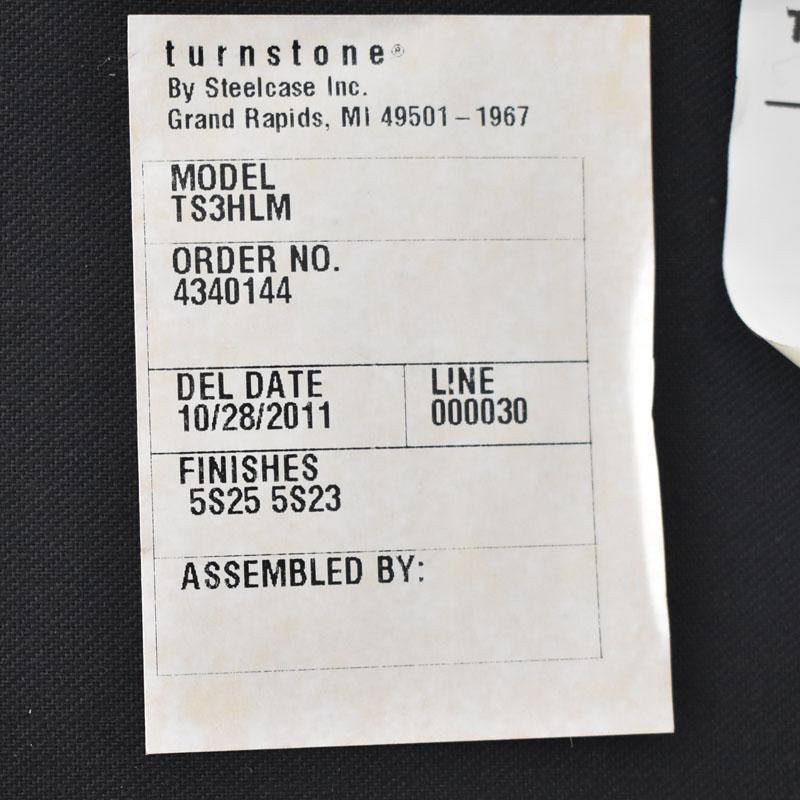 turnstone®
By Steelcase Inc.
Grand Rapids, MI 49501-1967
MODEL
TS3HLM
ORDER NO.
4340144
DEL DATE
10/28/2011
LINE
000030
FINISHES
5S25 5S23
ASSEMBLED BY: